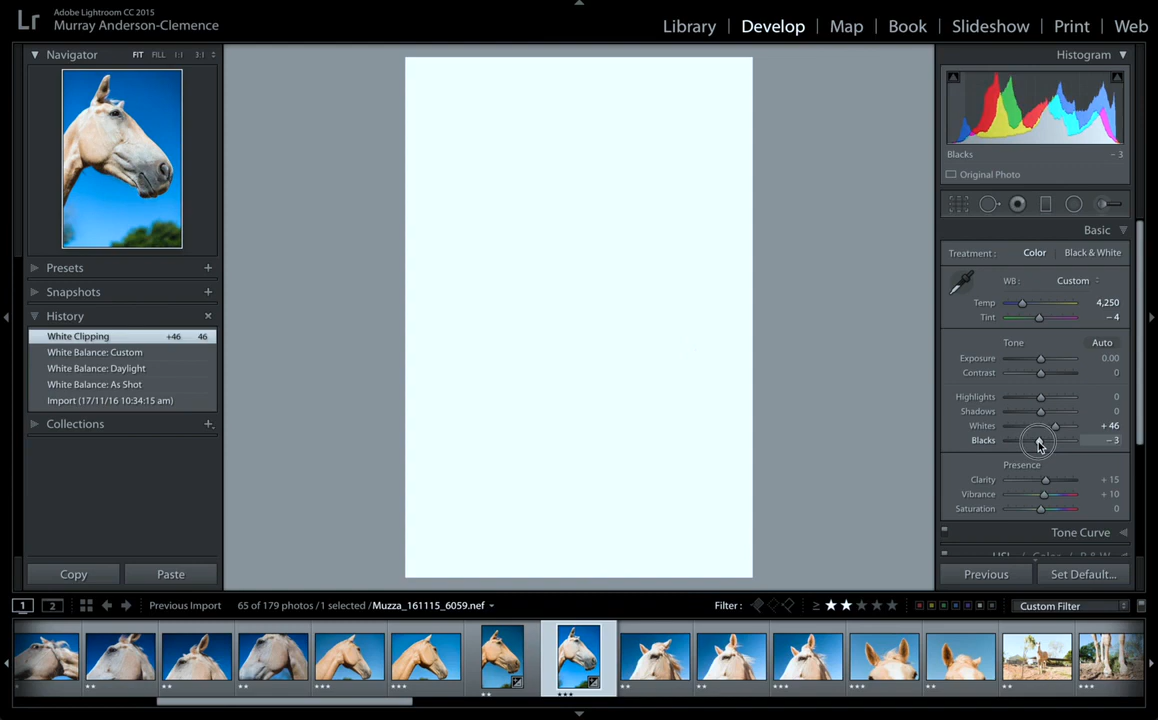 Lr
Adobe Lightroom CC 2015
Murray Anderson-Clemence
Library | Develop | Map | Book | Slideshow | Print | Web
Navigator FIT FILL 1:1 3:1
Presets +
Snapshots +
History ×
White Clipping +46 46
White Balance: Custom
White Balance: Daylight
White Balance: As Shot
Import (17/11/16 10:34:15 am)
Collections +
Copy Paste
Histogram
Blacks – 3
Original Photo
Basic
Treatment : Color | Black & White
WB : Custom
Temp 4,250
Tint – 4
Tone Auto
Exposure 0.00
Contrast 0
Highlights 0
Shadows 0
Whites + 46
Blacks – 3
Presence
Clarity + 15
Vibrance + 10
Saturation 0
Tone Curve
HSL / Color / B & W
Previous Set Default...
1 2 Previous Import 65 of 179 photos / 1 selected / Muzza_161115_6059.nef Filter : ≥ ★★★★★ Custom Filter